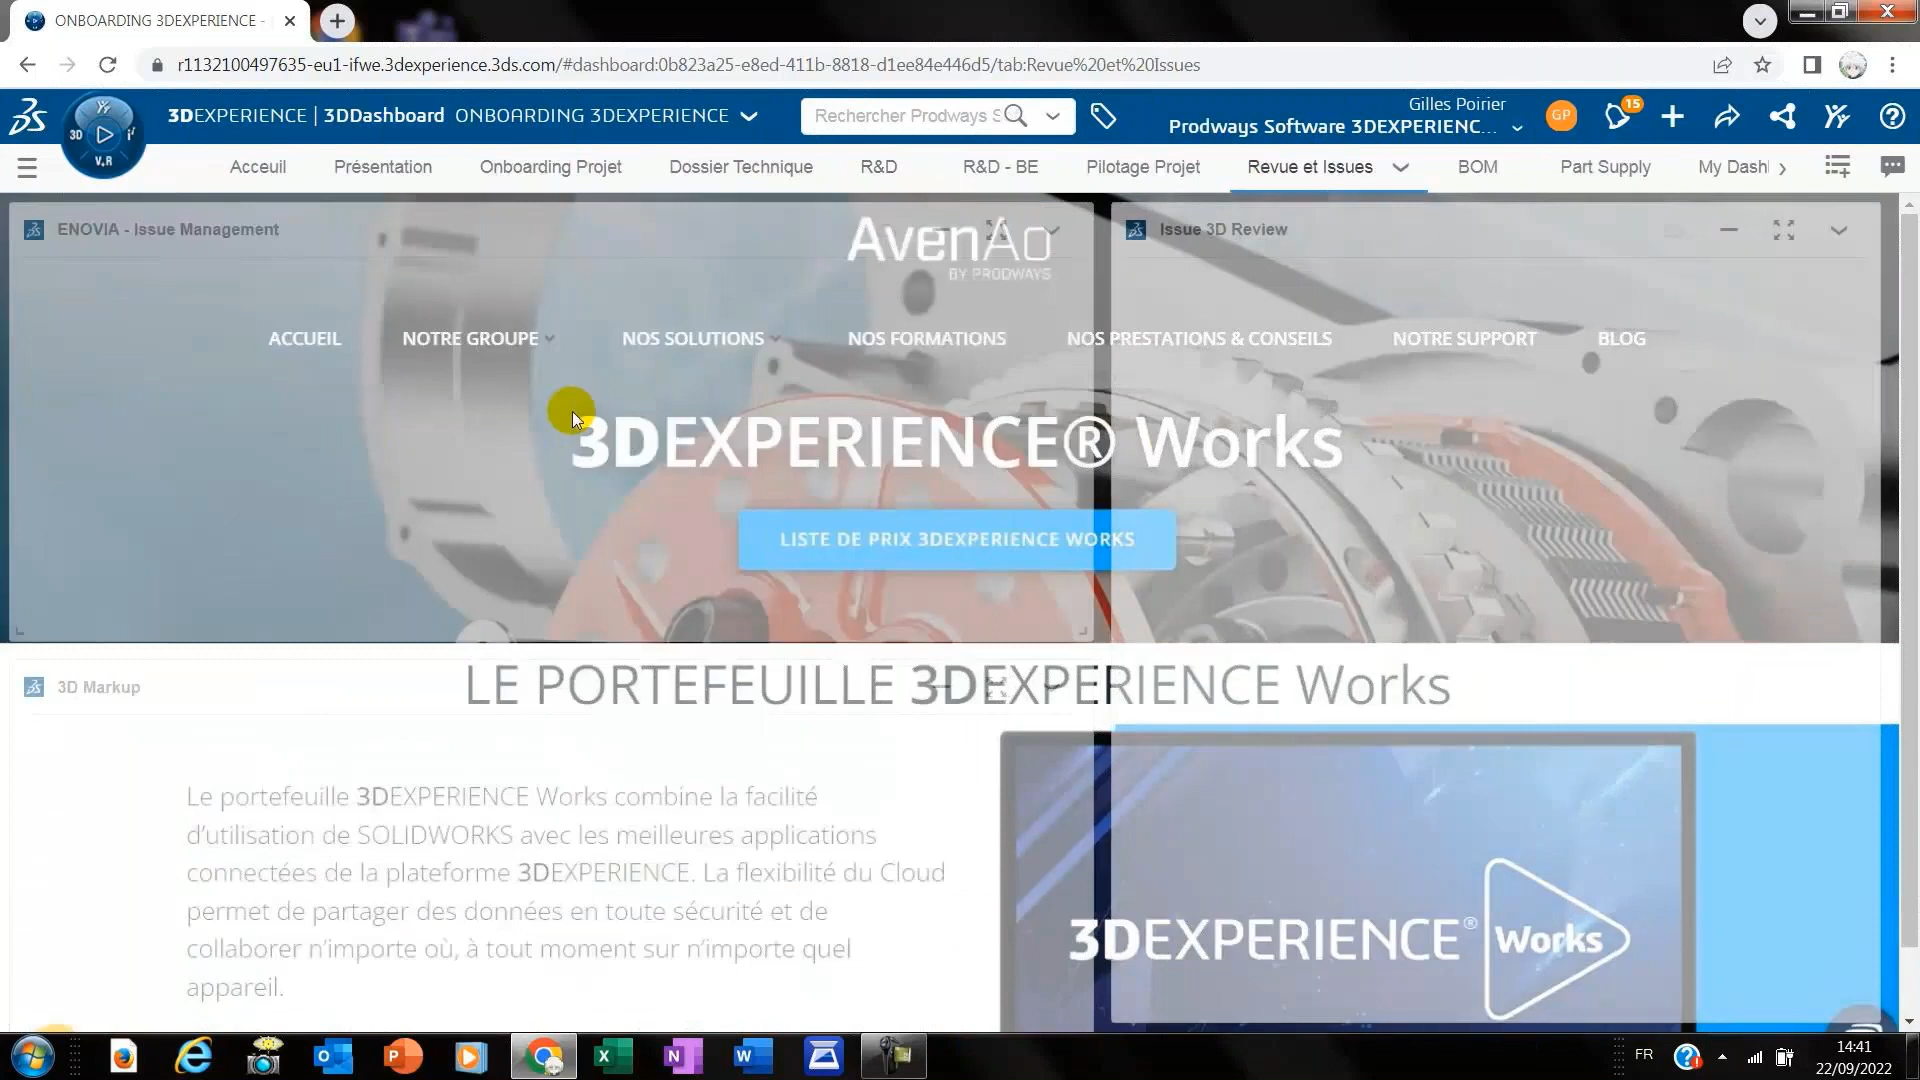 ONBOARDING 3DEXPERIENCE -
r1132100497635-eu1-ifwe.3dexperience.3ds.com/#dashboard:0b823a25-e8ed-411b-8818-d1ee84e446d5/tab:Revue%20et%20Issues
3DEXPERIENCE | 3DDashboard ONBOARDING 3DEXPERIENCE
Rechercher Prodways S
Gilles Poirier
Prodways Software 3DEXPERIENC...
GP
15
3D
V.R
Acceuil Présentation Onboarding Projet Dossier Technique R&D R&D - BE Pilotage Projet Revue et Issues BOM Part Supply My Dash
ENOVIA - Issue Management
Issue 3D Review
AvenAo
BY PRODWAYS
ACCUEIL NOTRE GROUPE NOS SOLUTIONS NOS FORMATIONS NOS PRESTATIONS & CONSEILS NOTRE SUPPORT BLOG
3DEXPERIENCE® Works
LISTE DE PRIX 3DEXPERIENCE WORKS
3D Markup
LE PORTEFEUILLE 3DEXPERIENCE Works
Le portefeuille 3DEXPERIENCE Works combine la facilité
d’utilisation de SOLIDWORKS avec les meilleures applications
connectées de la plateforme 3DEXPERIENCE. La flexibilité du Cloud
permet de partager des données en toute sécurité et de
collaborer n’importe où, à tout moment sur n’importe quel
appareil.
3DEXPERIENCE® Works
FR
14:41
22/09/2022